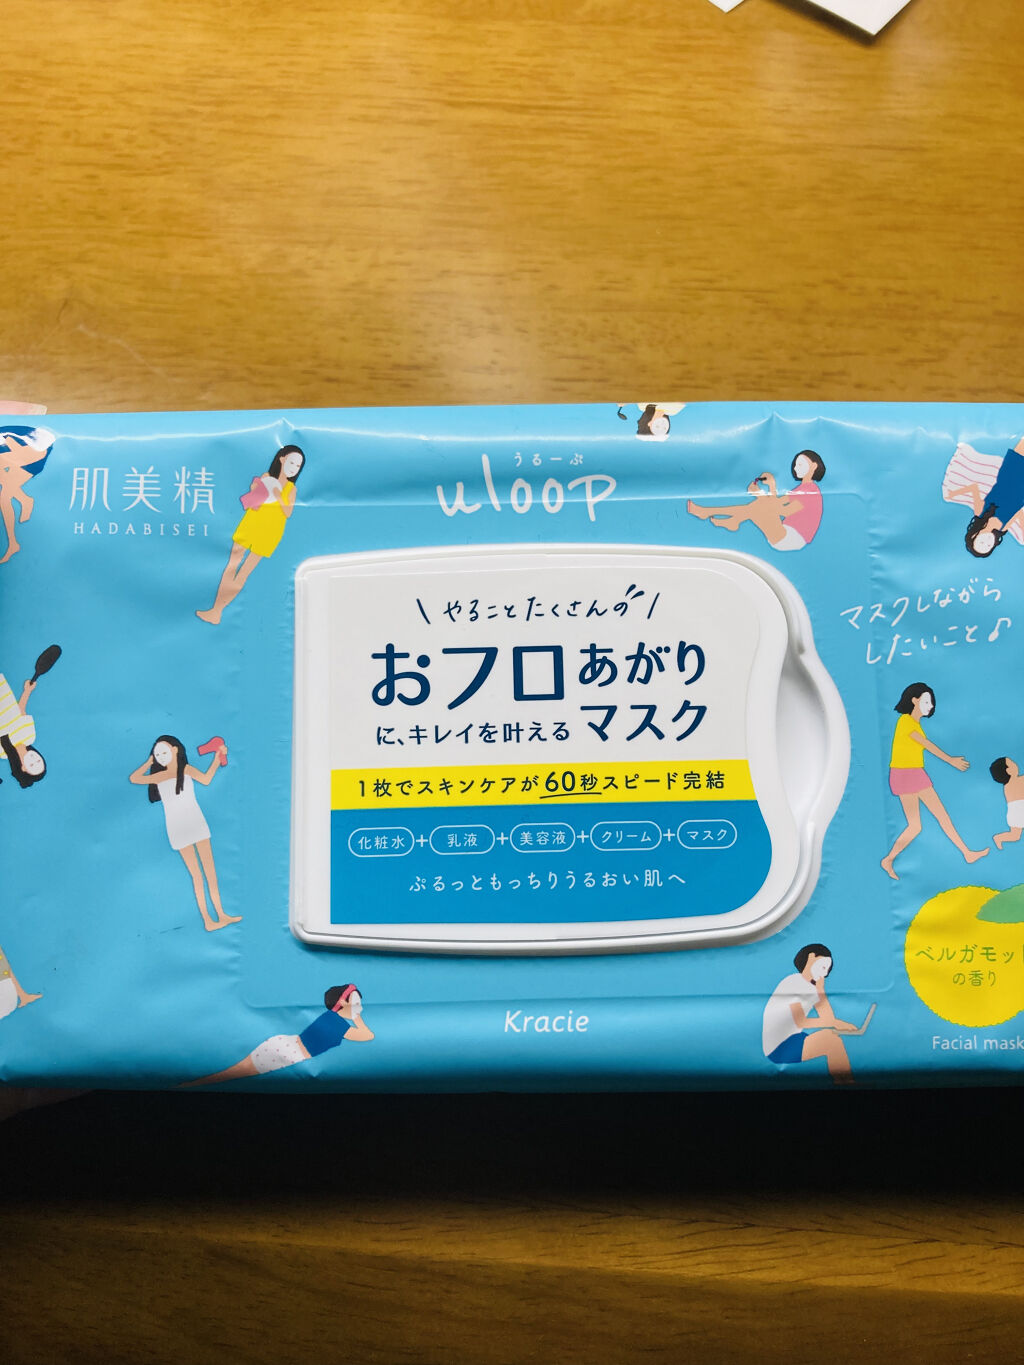 肌美精
HADABISEI
うるーぷ
uloop
やることたくさんの
おフロあがり
に、キレイを叶えるマスク
1枚でスキンケアが60秒スピード完結
化粧水+乳液+美容液+クリーム+マスク
ぷるっともっちりうるおい肌へ
マスクしながら
したいこと♪
ベルガモット
の香り
Facial mask
Kracie